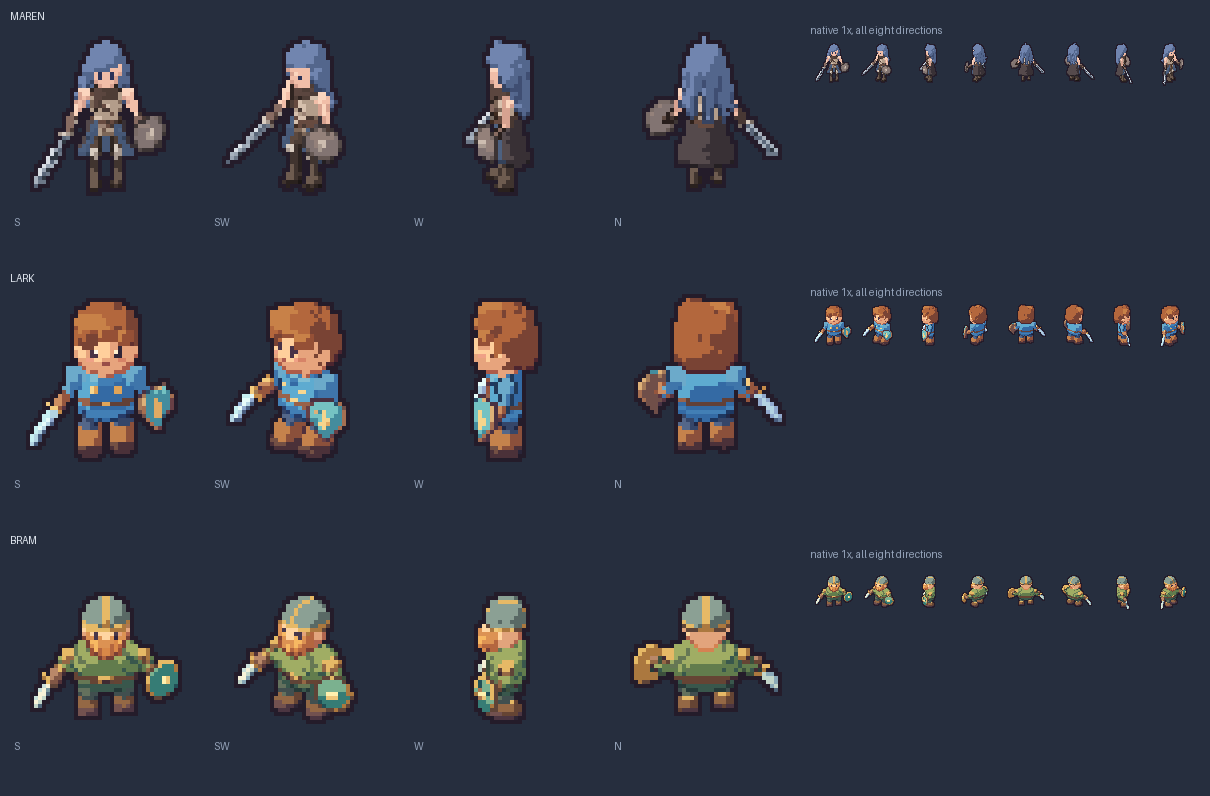 MAREN
native 1x, all eight directions
S SW W N
LARK
native 1x, all eight directions
S SW W N
BRAM
native 1x, all eight directions
S SW W N